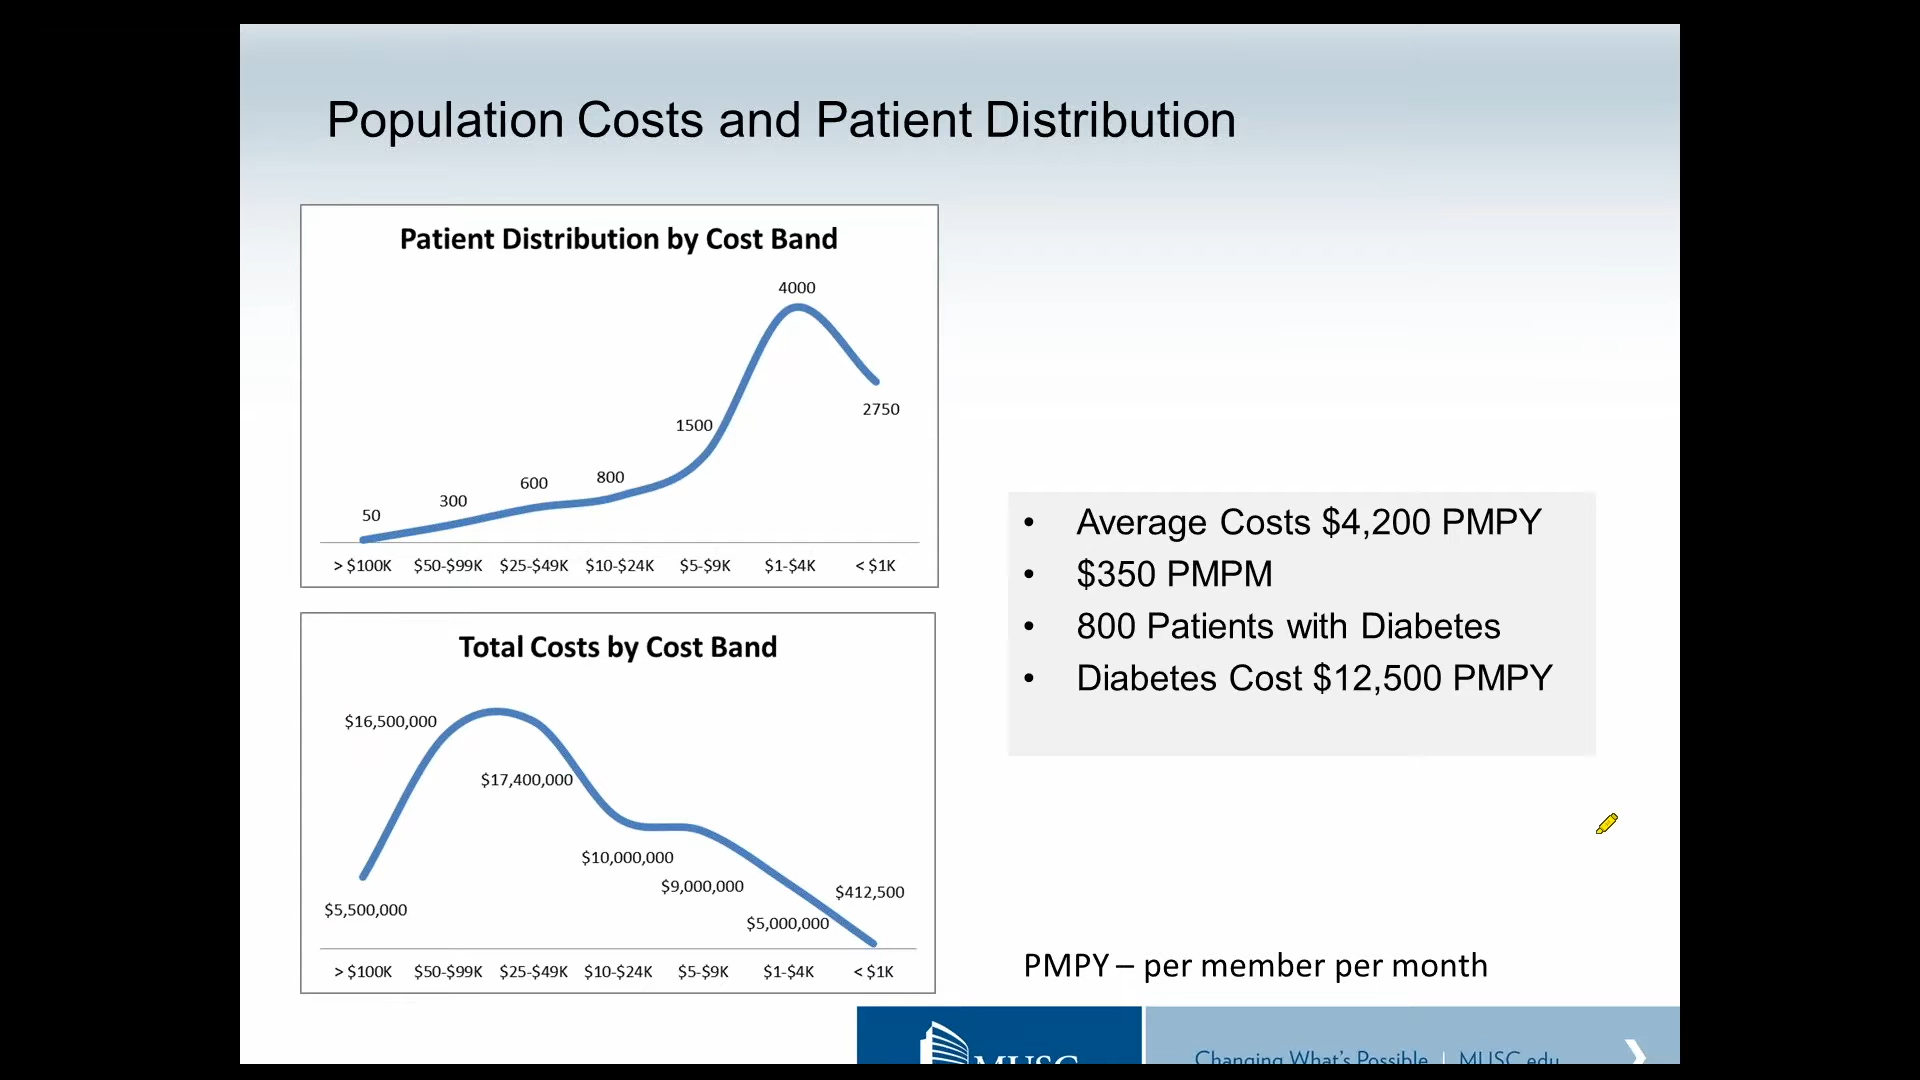 Population Costs and Patient Distribution
Patient Distribution by Cost Band
4000
2750
1500
800
600
300
50
> $100K $50-$99K $25-$49K $10-$24K $5-$9K $1-$4K < $1K
Total Costs by Cost Band
$16,500,000
$17,400,000
$10,000,000
$9,000,000
$412,500
$5,500,000
$5,000,000
> $100K $50-$99K $25-$49K $10-$24K $5-$9K $1-$4K < $1K
• Average Costs $4,200 PMPY
• $350 PMPM
• 800 Patients with Diabetes
• Diabetes Cost $12,500 PMPY
PMPY – per member per month
MUSC
Changing What's Possible | MUSC.edu